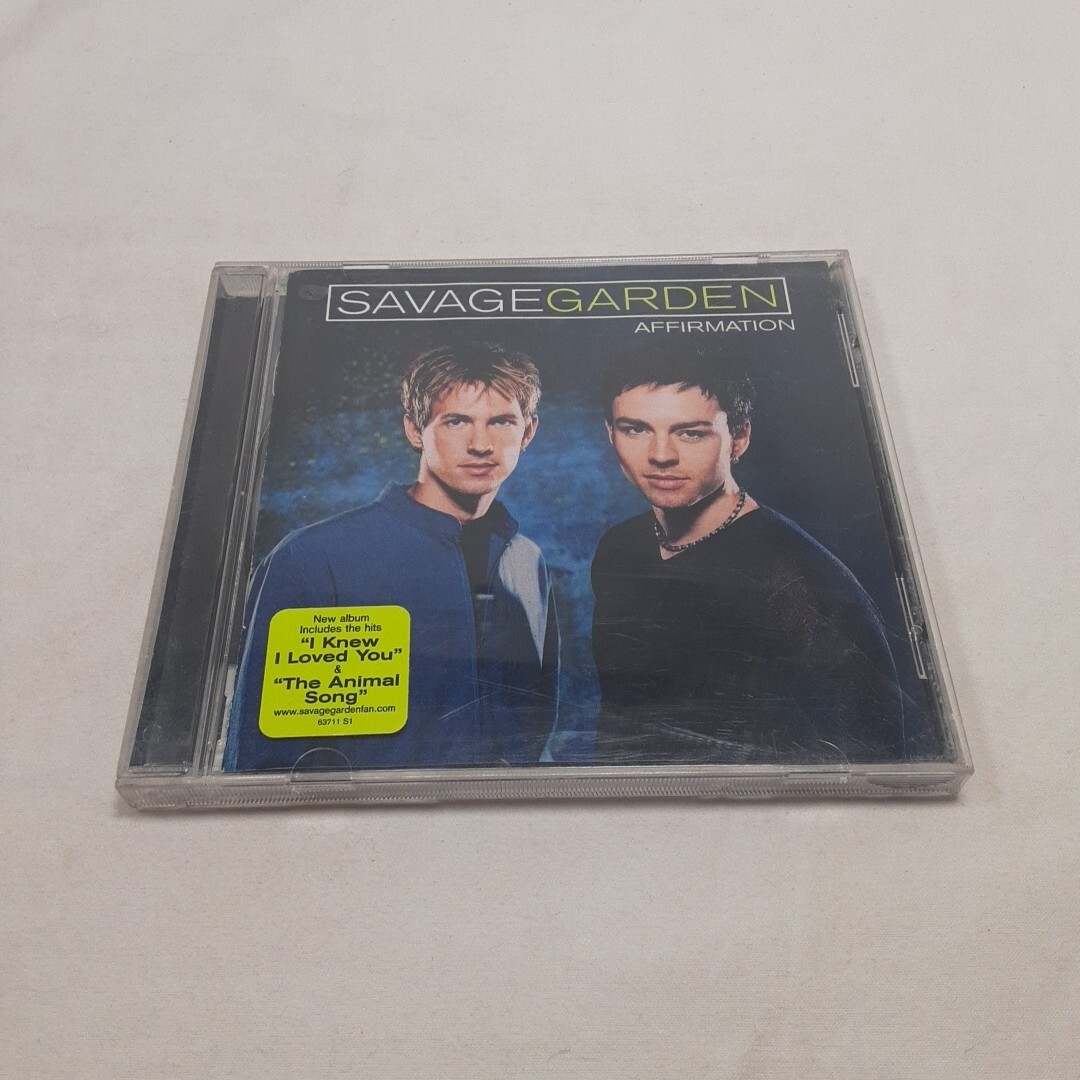 SAVAGEGARDEN
AFFIRMATION
New album
Includes the hits
“I Knew
I Loved You”
&
“The Animal
Song”
www.savagegardenfan.com
63711 S1